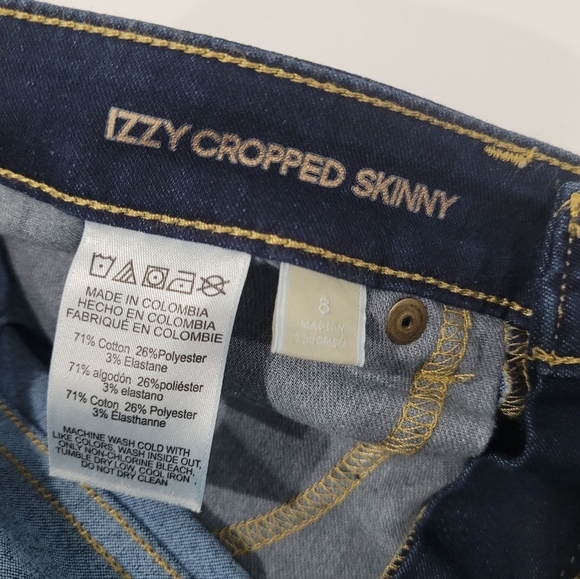 IZZY CROPPED SKINNY
MADE IN COLOMBIA
HECHO EN COLOMBIA
FABRIQUÉ EN COLOMBIE
71% Cotton 26%Polyester
3% Elastane
71% algodón 26%poliéster
3% elastano
71% Coton 26% Polyester
3% Élasthanne
MACHINE WASH COLD WITH
LIKE COLORS, WASH INSIDE OUT,
ONLY NON-CHLORINE BLEACH,
TUMBLE DRY LOW, COOL IRON
DO NOT DRY CLEAN
8